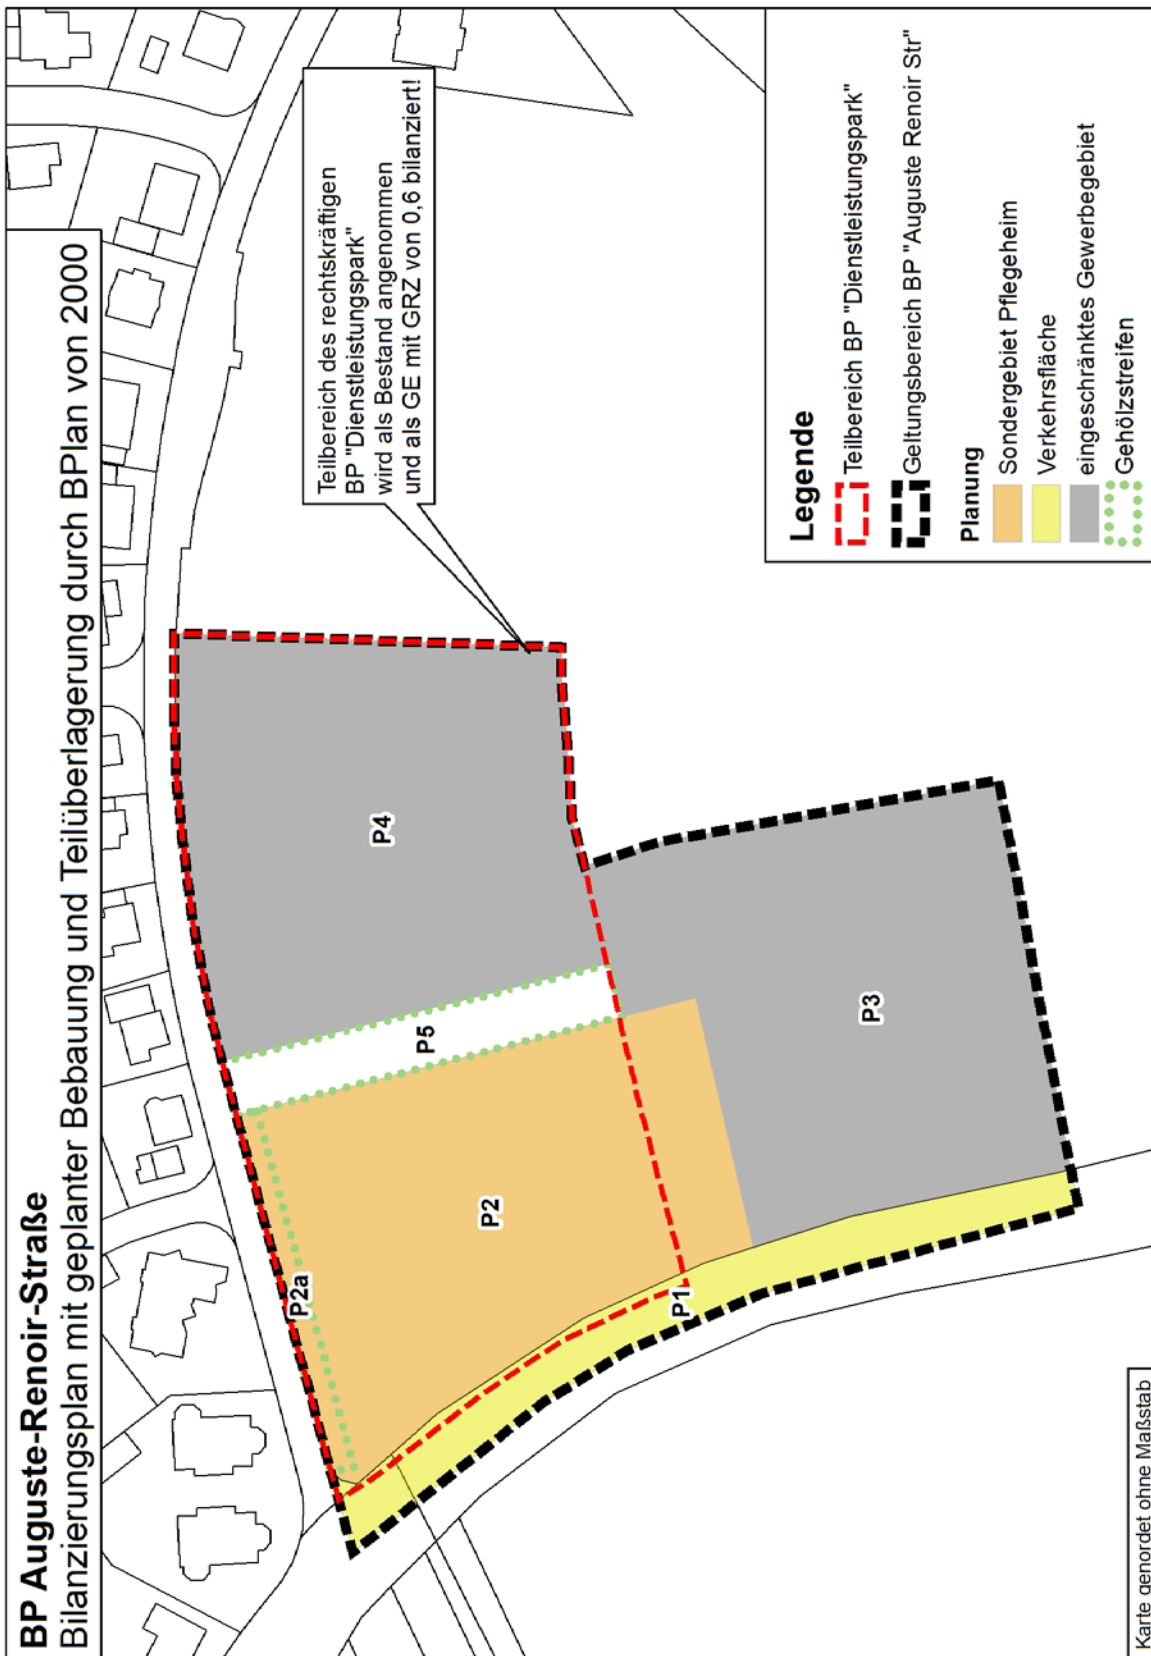 BP Auguste-Renoir-Straße
Bilanzierungsplan mit geplanter Bebauung und Teilüberlagerung durch BPlan von 2000
Teilbereich des rechtskräftigen
BP "Dienstleistungspark"
wird als Bestand angenommen
und als GE mit GRZ von 0,6 bilanziert!
P2a
P5
P4
P2
P1
P3
Legende
Teilbereich BP "Dienstleistungspark"
Geltungsbereich BP "Auguste Renoir Str"
Planung
Sondergebiet Pflegeheim
Verkehrsfläche
eingeschränktes Gewerbegebiet
Gehölzstreifen
Karte genordet ohne Maßstab